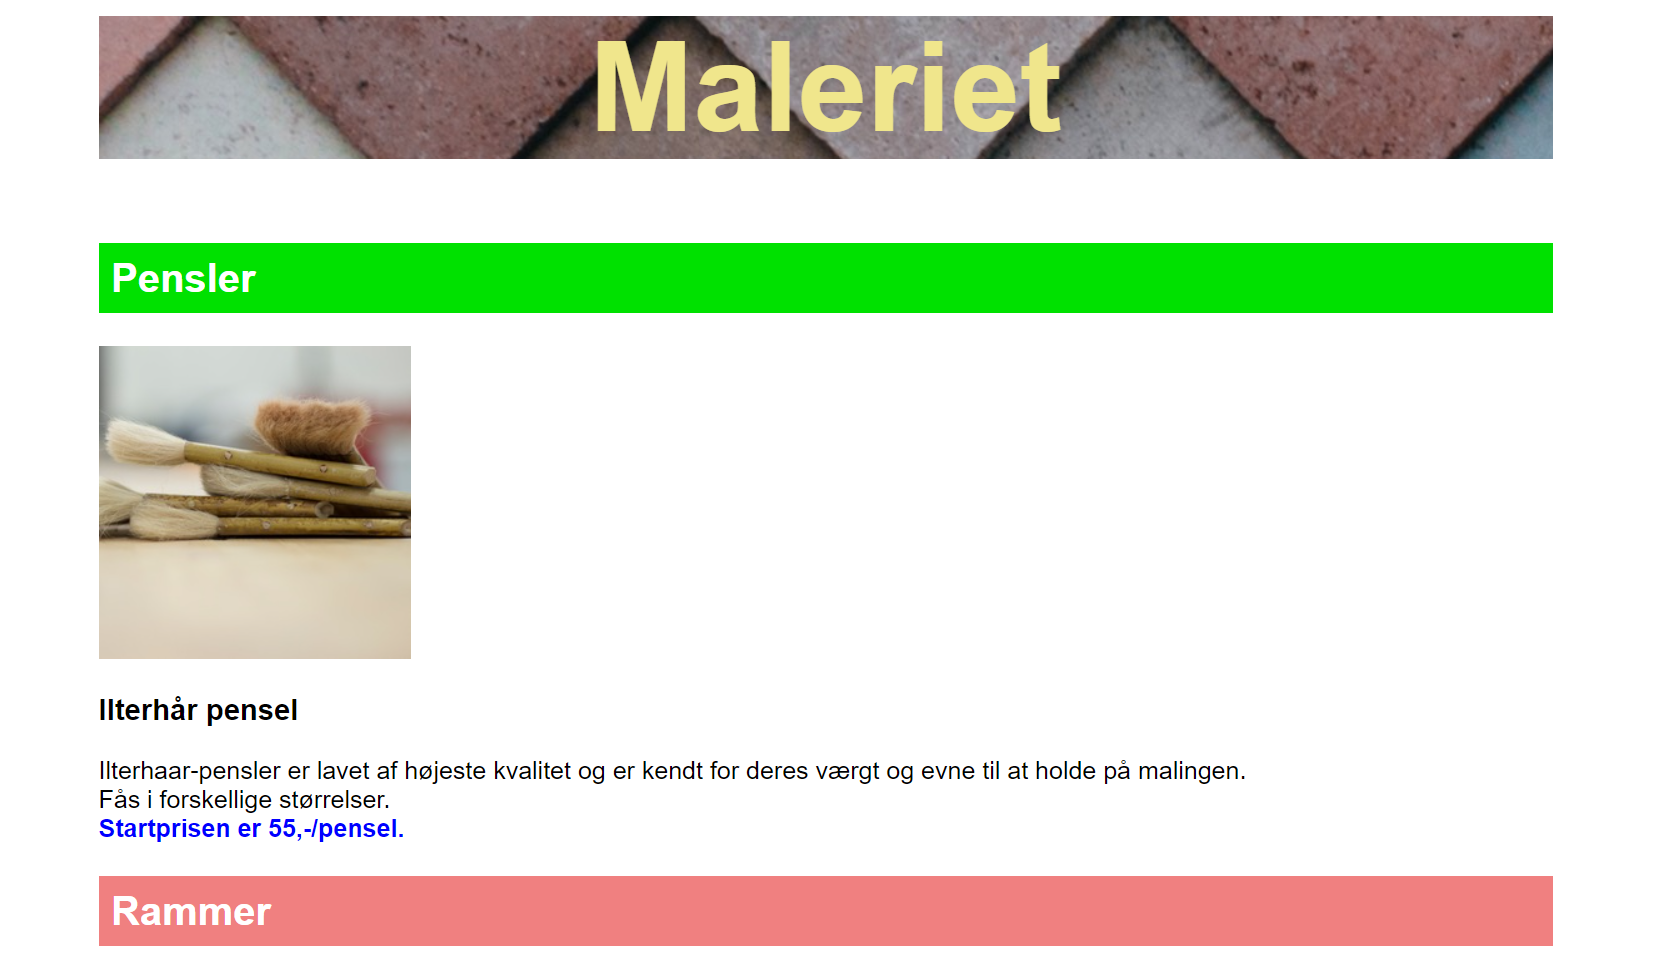 Maleriet
Pensler
Ilterhår pensel
Ilterhaar-pensler er lavet af højeste kvalitet og er kendt for deres værgt og evne til at holde på malingen.
Fås i forskellige størrelser.
Startprisen er 55,-/pensel.
Rammer